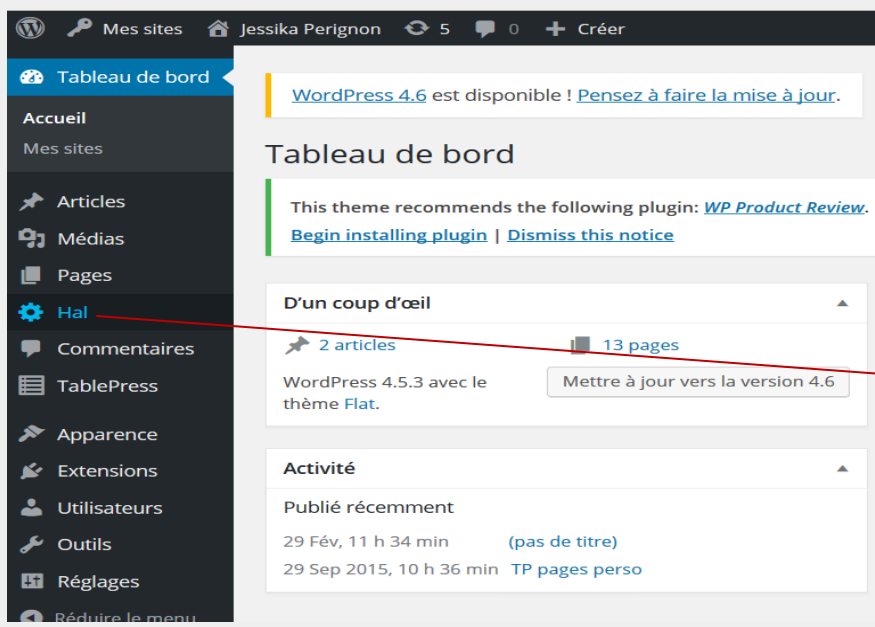 Mes sites Jessika Perignon 5 0 Créer
Tableau de bord
Accueil
Mes sites
Articles
Médias
Pages
Hal
Commentaires
TablePress
Apparence
Extensions
Utilisateurs
Outils
Réglages
Réduire le menu
WordPress 4.6 est disponible ! Pensez à faire la mise à jour.
Tableau de bord
This theme recommends the following plugin: WP Product Review.
Begin installing plugin | Dismiss this notice
D'un coup d'œil
2 articles 13 pages
WordPress 4.5.3 avec le
thème Flat.
Mettre à jour vers la version 4.6
Activité
Publié récemment
29 Fév, 11 h 34 min (pas de titre)
29 Sep 2015, 10 h 36 min TP pages perso